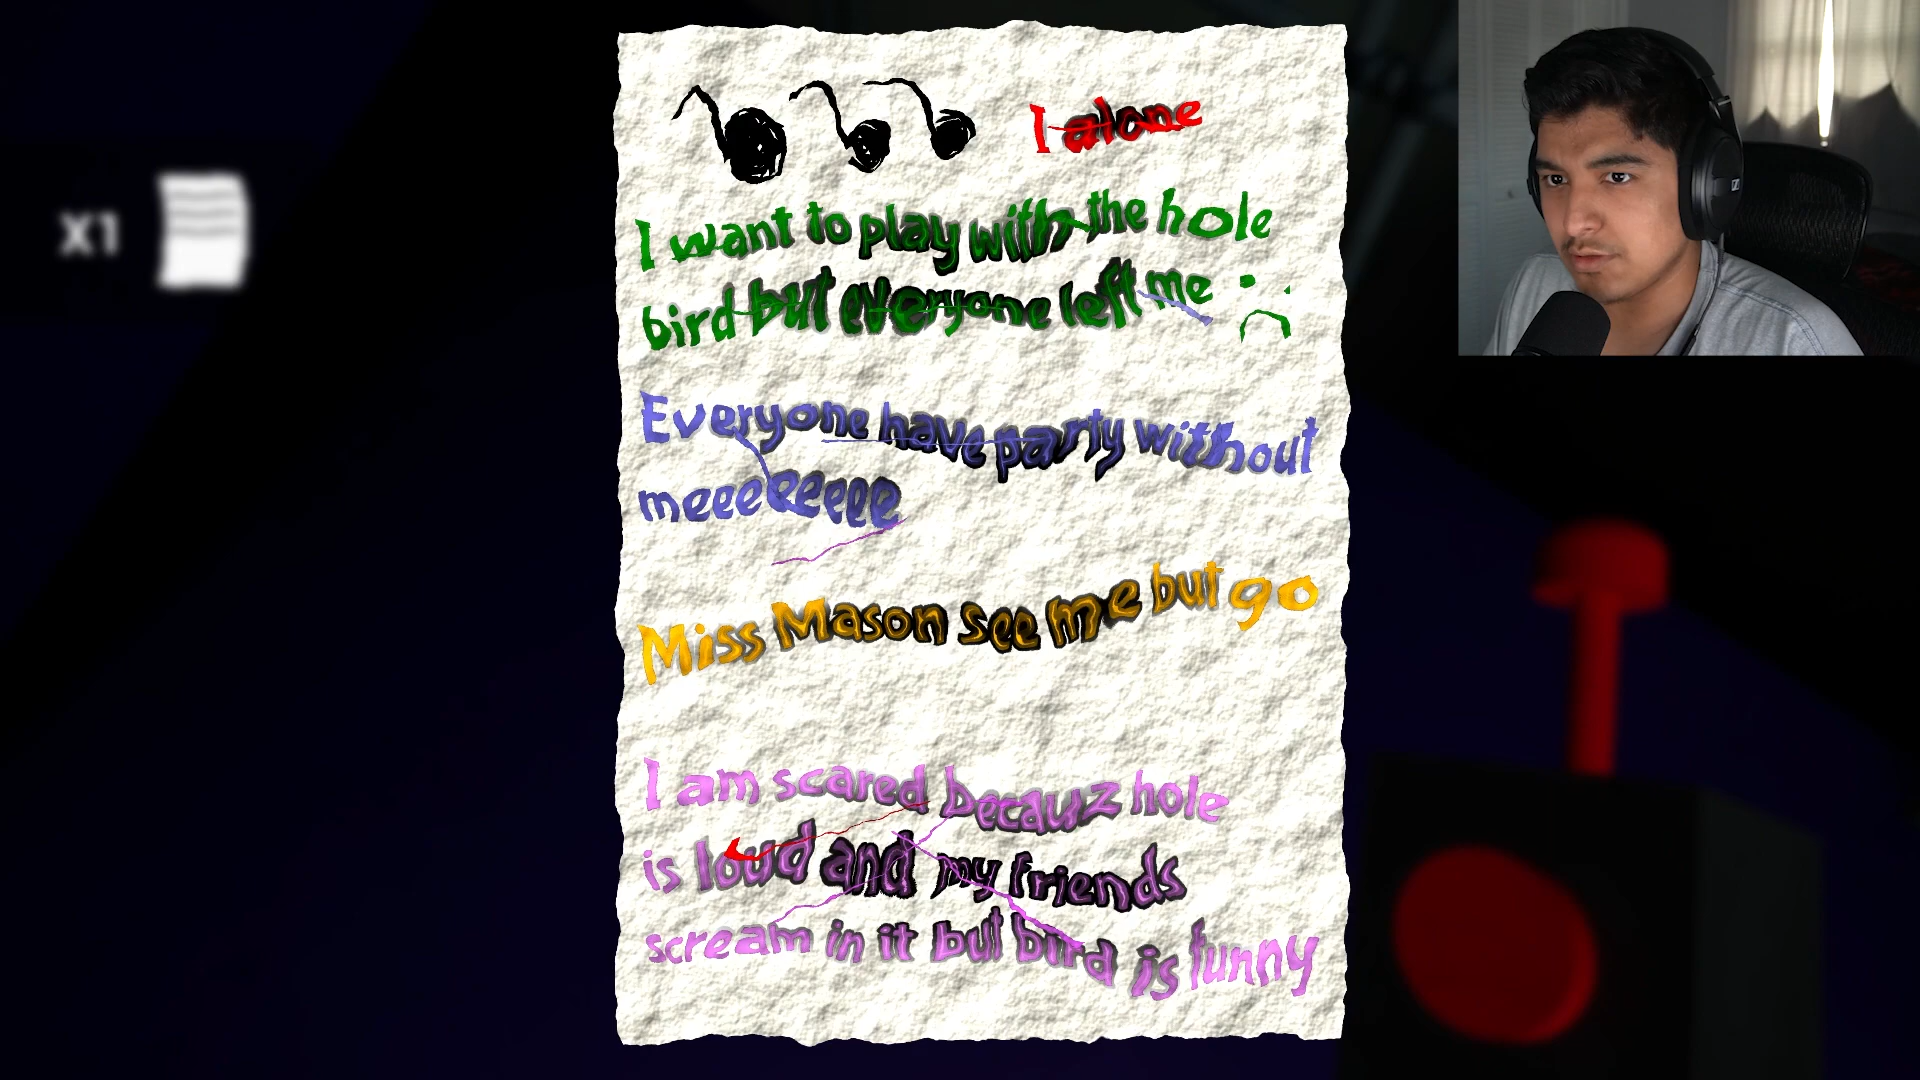 X1
I alone
I want to play with the hole
bird but everyone left me
Everyone have party without
meeeeeeee
Miss Mason see me but go
I am scared becauz hole
is loud and my friends
scream in it but bird is funny